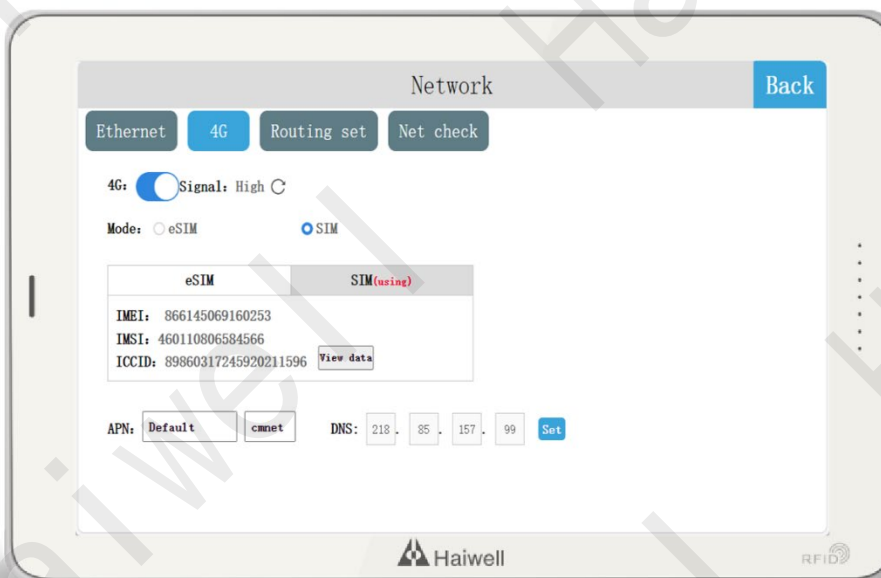 Network
Back
Ethernet
4G
Routing set
Net check
4G: Signal: High
Mode: eSIM SIM
eSIM SIM(using)
IMEI: 866145069160253
IMSI: 460110806584566
ICCID: 89860317245920211596 View data
APN: Default cmnet DNS: 218 . 85 . 157 . 99 Set
Haiwell
RFID
Haiwell